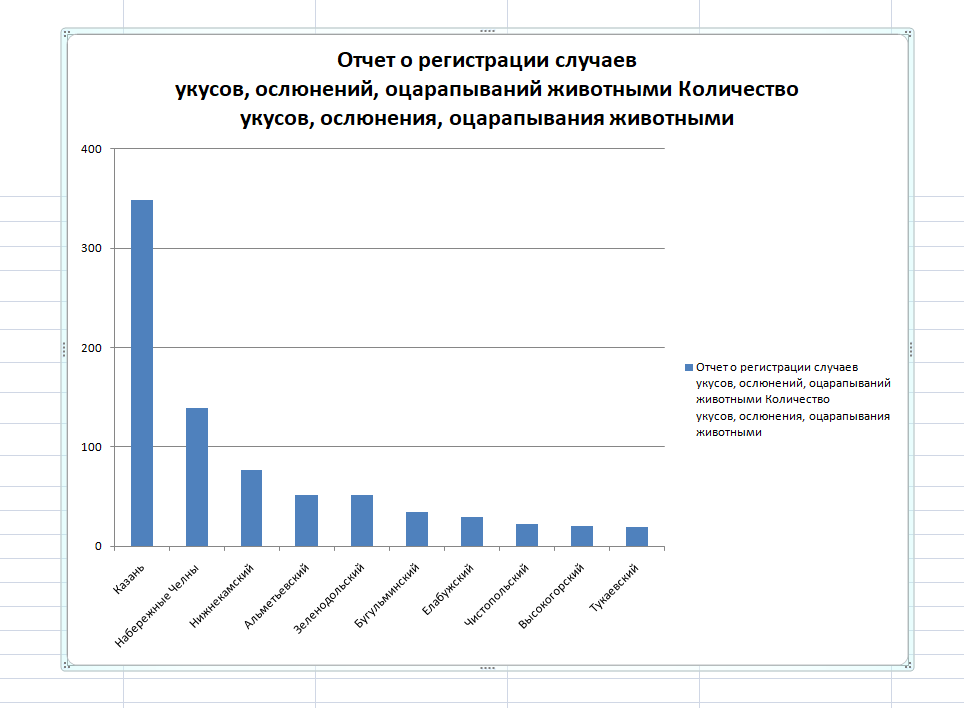 Отчет о регистрации случаев
укусов, ослюнений, оцарапываний животными Количество
укусов, ослюнения, оцарапывания животными
400
300
200
100
0
Казань
Набережные Челны
Нижнекамский
Альметьевский
Зеленодольский
Бугульминский
Елабужский
Чистопольский
Высокогорский
Тукаевский
Отчет о регистрации случаев
укусов, ослюнений, оцарапываний
животными Количество
укусов, ослюнения, оцарапывания
животными